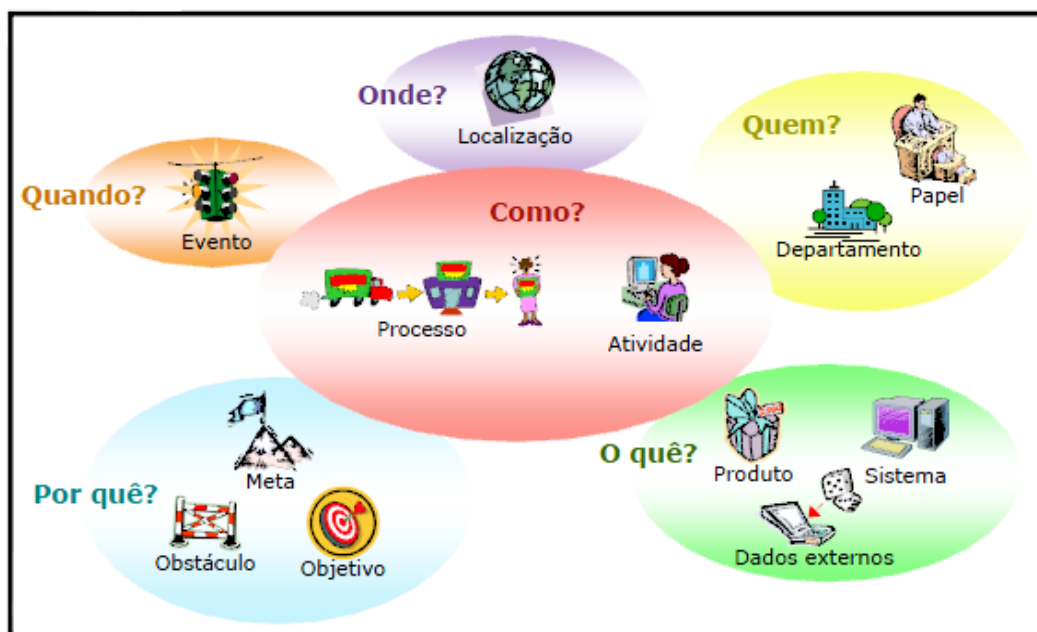 Onde?
Localização
Quem?
Papel
Departamento
Quando?
Evento
Como?
Processo
Atividade
Por quê?
Meta
Obstáculo
Objetivo
O quê?
Produto
Sistema
Dados externos